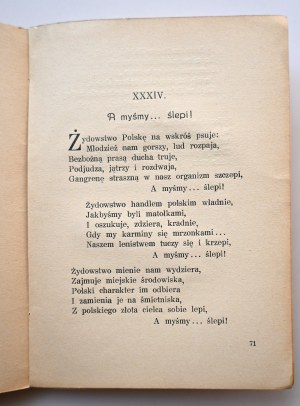 XXXIV.
A myśmy... ślepi!
Żydowstwo Polskę na wskróś psuje:
Młodzież nam gorszy, lud rozpaja,
Bezbożną prasą ducha truje,
Podjudza, jątrzy i rozdwaja,
Gangrenę straszną w nasz organizm szczepi,
A myśmy... ślepi!
Żydowstwo handlem polskim władnie,
Jakbyśmy byli matołkami,
I oszukuje, zdziera, kradnie,
Gdy my karmimy się mrzonkami...
Naszem lenistwem tuczy się i krzepi,
A myśmy... ślepi!
Żydowstwo mienie nam wydziera,
Zajmuje miejskie środowiska,
Polski charakter im odbiera
I zamienia je na śmietniska,
Z polskiego złota cielca sobie lepi,
A myśmy... ślepi!
71